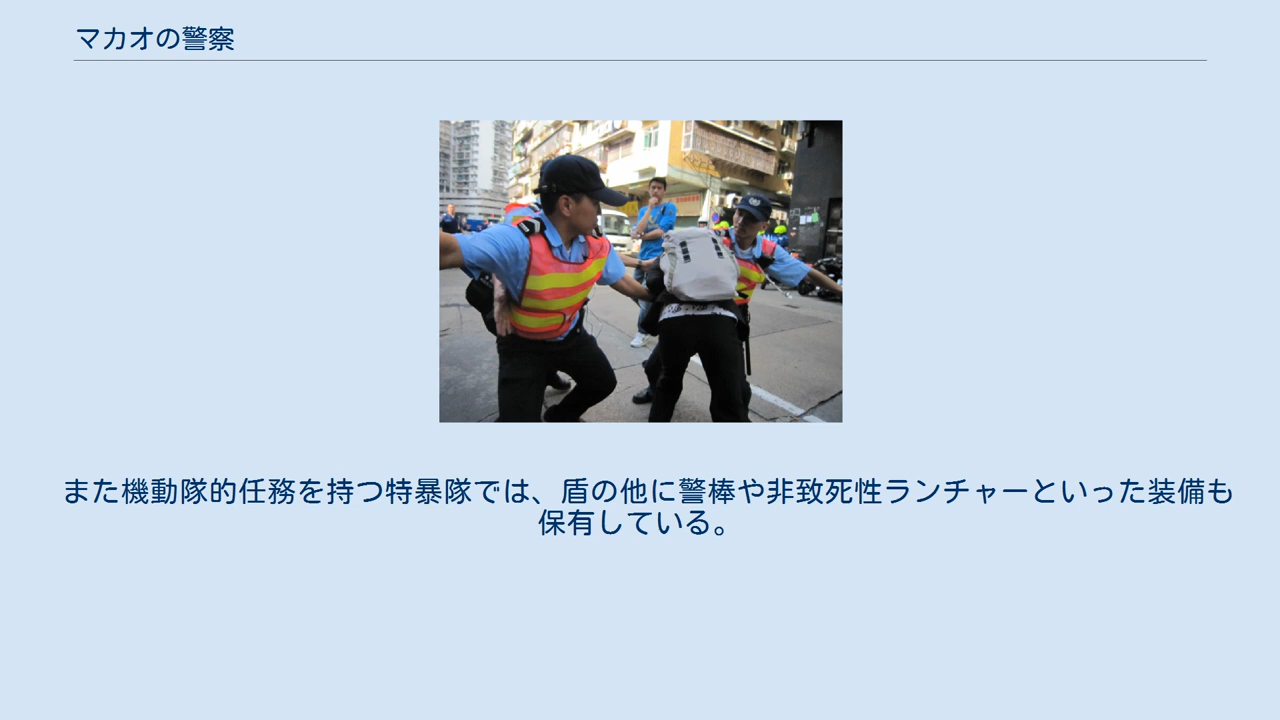 マカオの警察
また機動隊的任務を持つ特暴隊では、盾の他に警棒や非致死性ランチャーといった装備も
保有している。